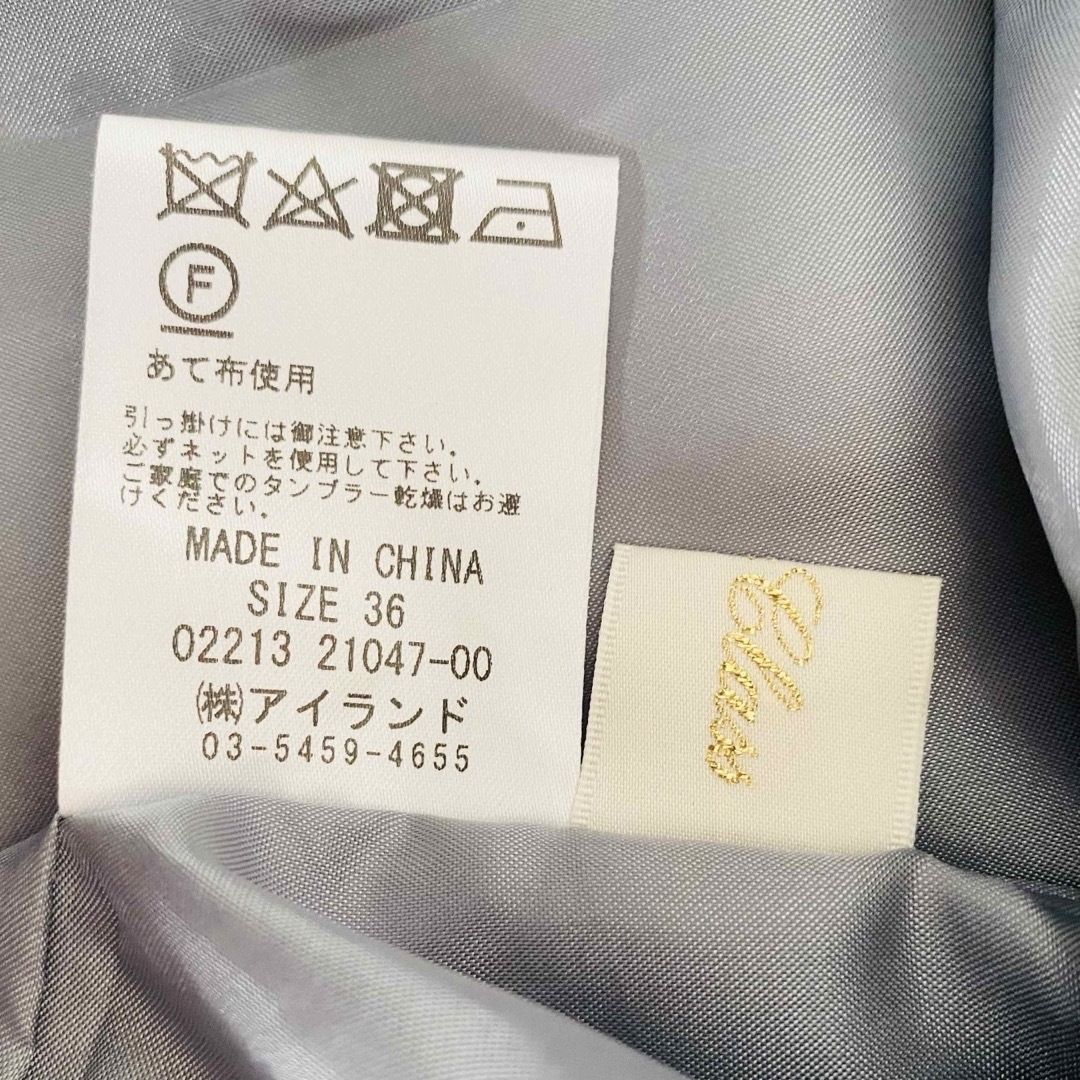 F
あて布使用
引っ掛けには御注意下さい。
必ずネットを使用して下さい。
ご家庭でのタンブラー乾燥はお避
けください。
MADE IN CHINA
SIZE 36
02213 21047-00
(株)アイランド
03-5459-4655
Class